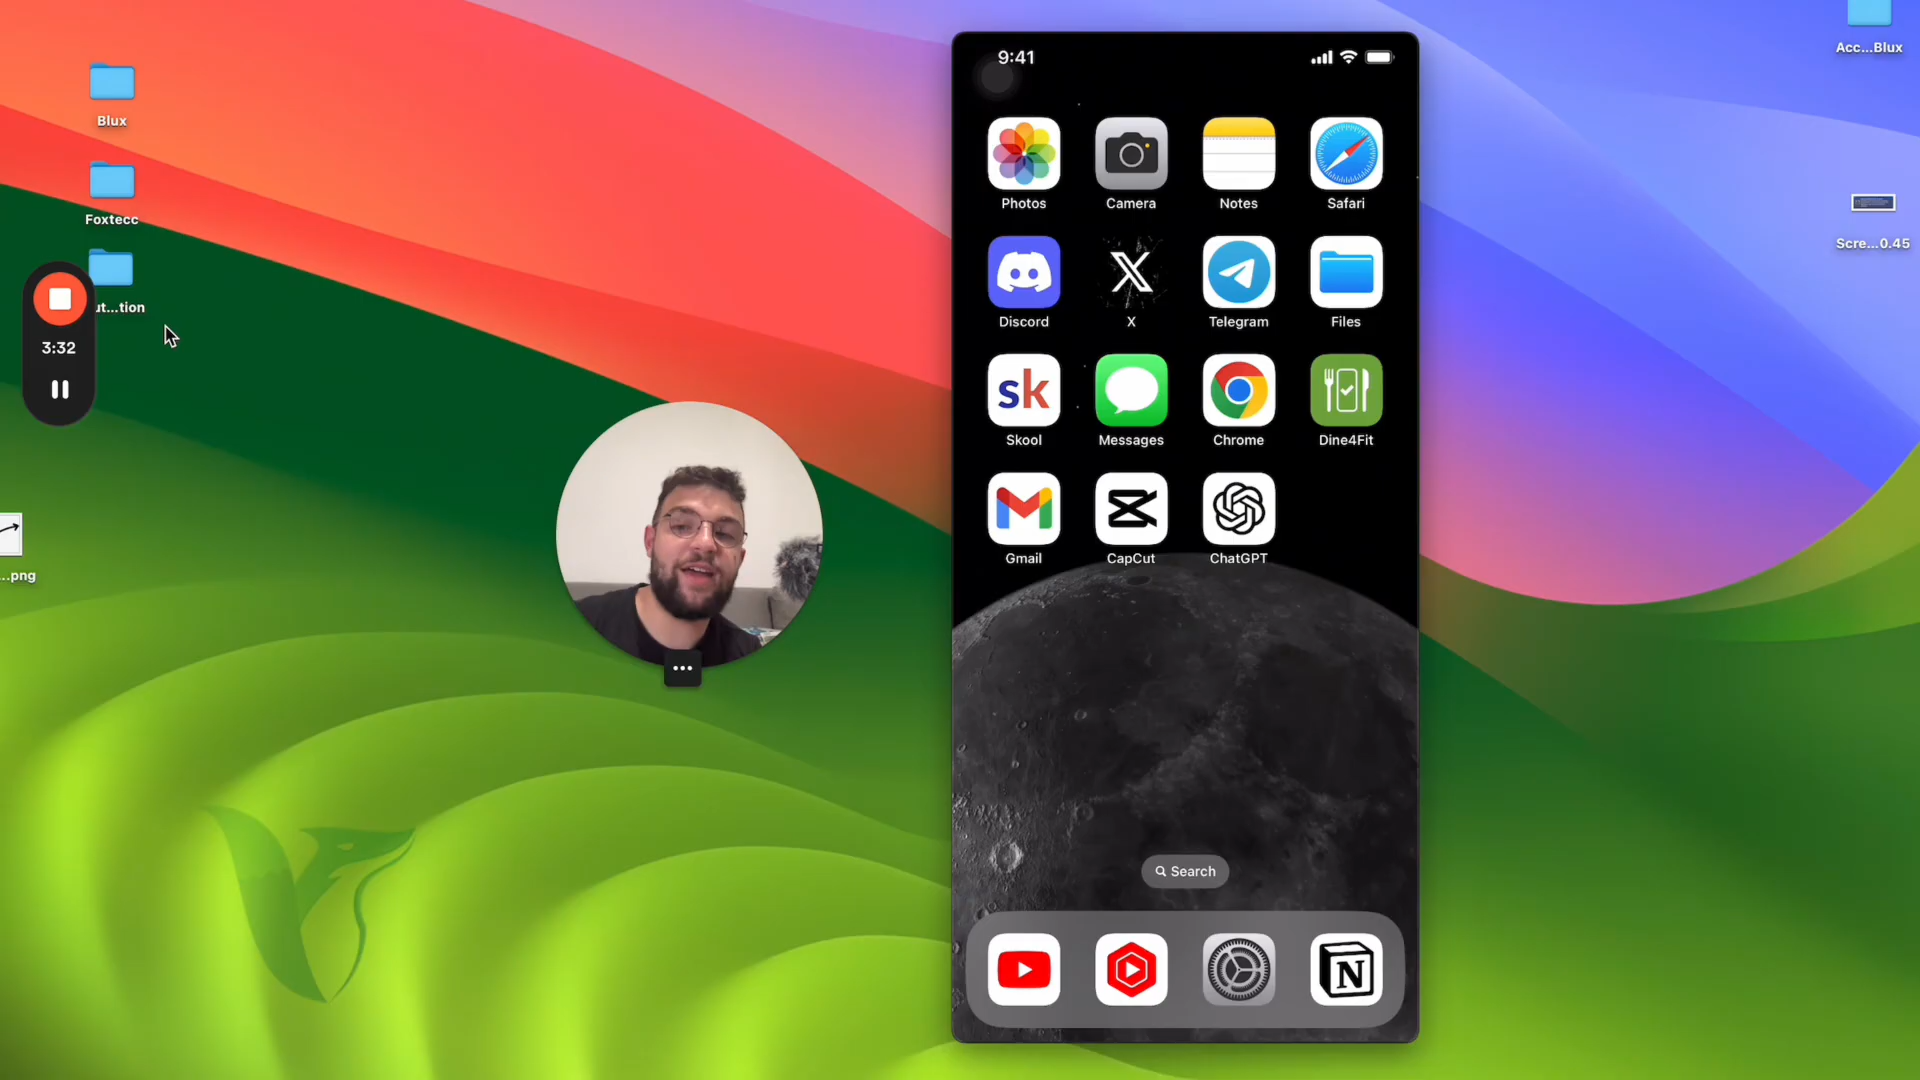 Blux
Foxtecc
ut...tion
3:32
...png
9:41
Photos
Camera
Notes
Safari
Discord
X
Telegram
Files
sk
Skool
Messages
Chrome
Dine4Fit
Gmail
CapCut
ChatGPT
Search
N
Acc...Blux
Scre...0.45